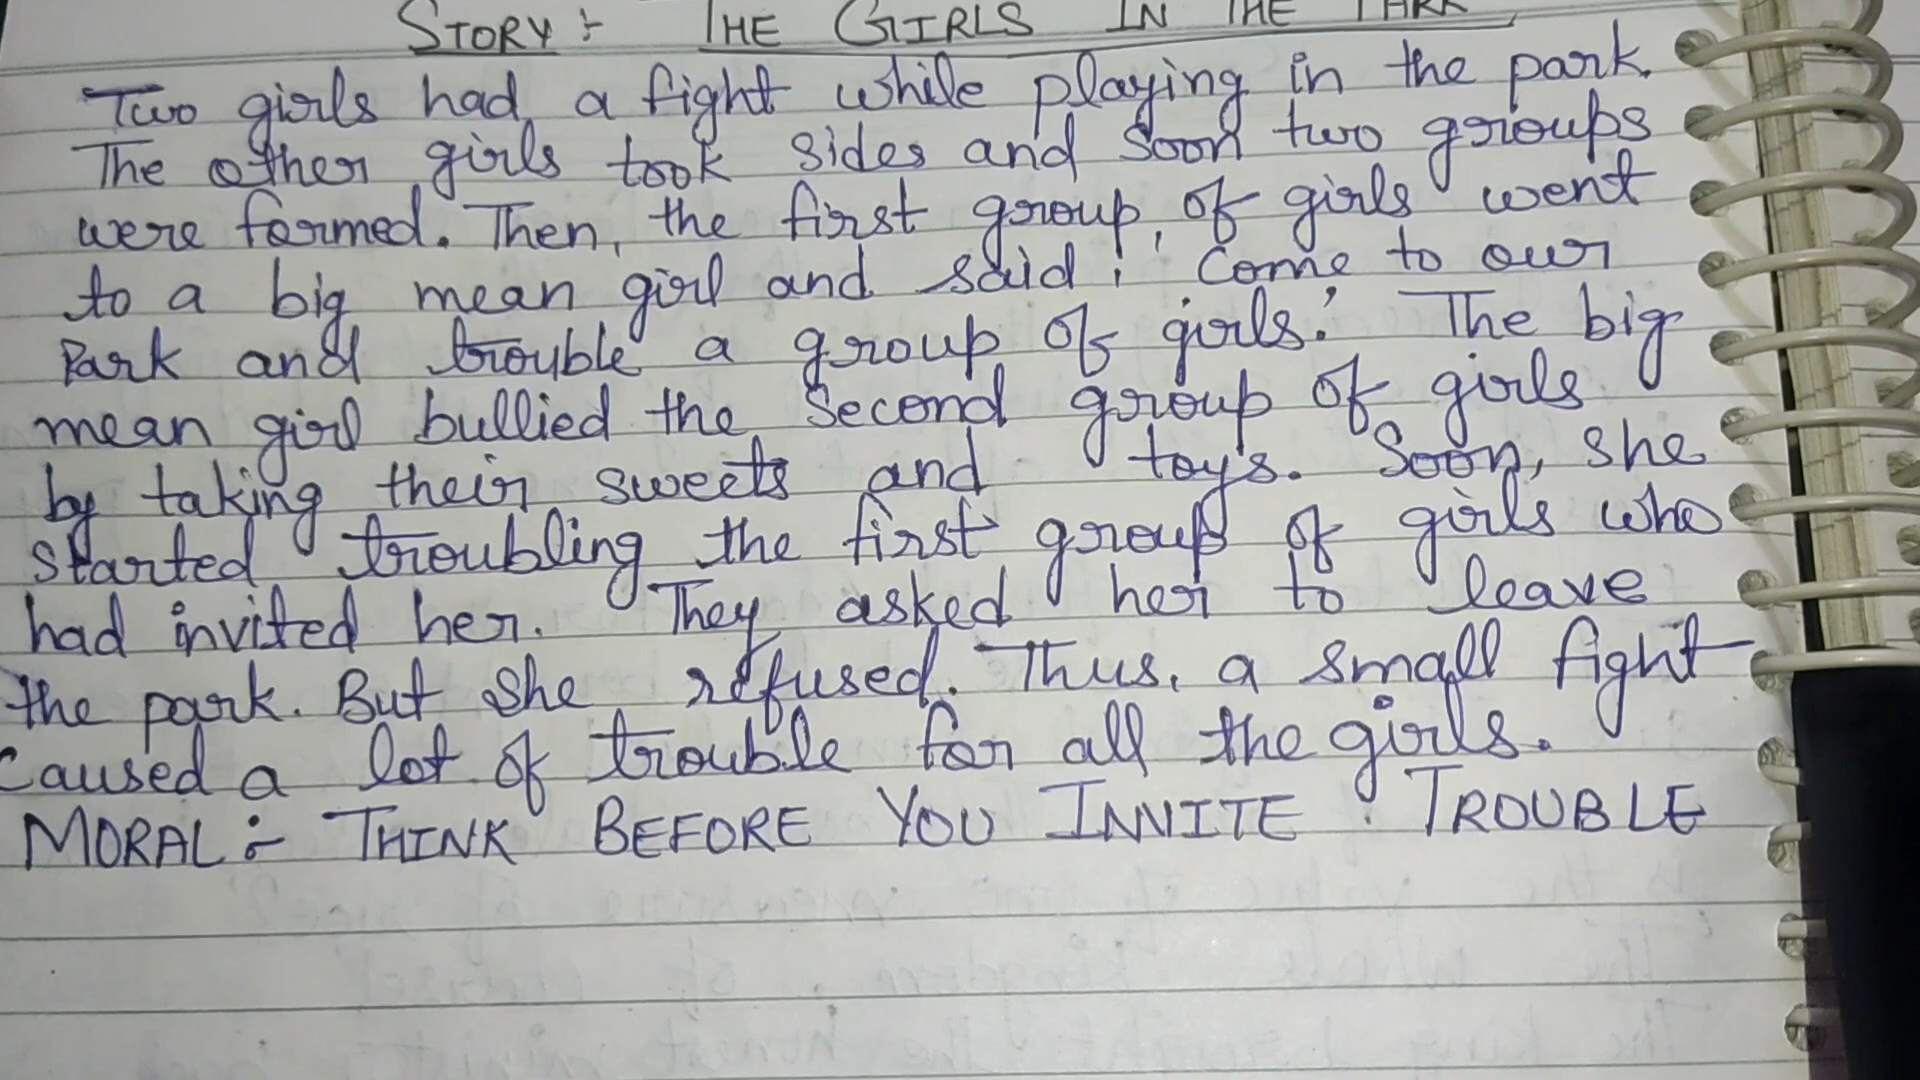 STORY :- THE GIRLS IN THE PARK
Two girls had a fight while playing in the park.
The other girls took sides and soon two groups
were formed. Then, the first group of girls went
to a big mean girl and said: 'Come to our
Park and trouble a group of girls.' The big
mean girl bullied the second group of girls
by taking their sweets and toys. Soon, she
started troubling the first group of girls who
had invited her. They asked her to leave
the park. But she refused. Thus, a small fight
caused a lot of trouble for all the girls.
MORAL :- THINK BEFORE YOU INVITE TROUBLE